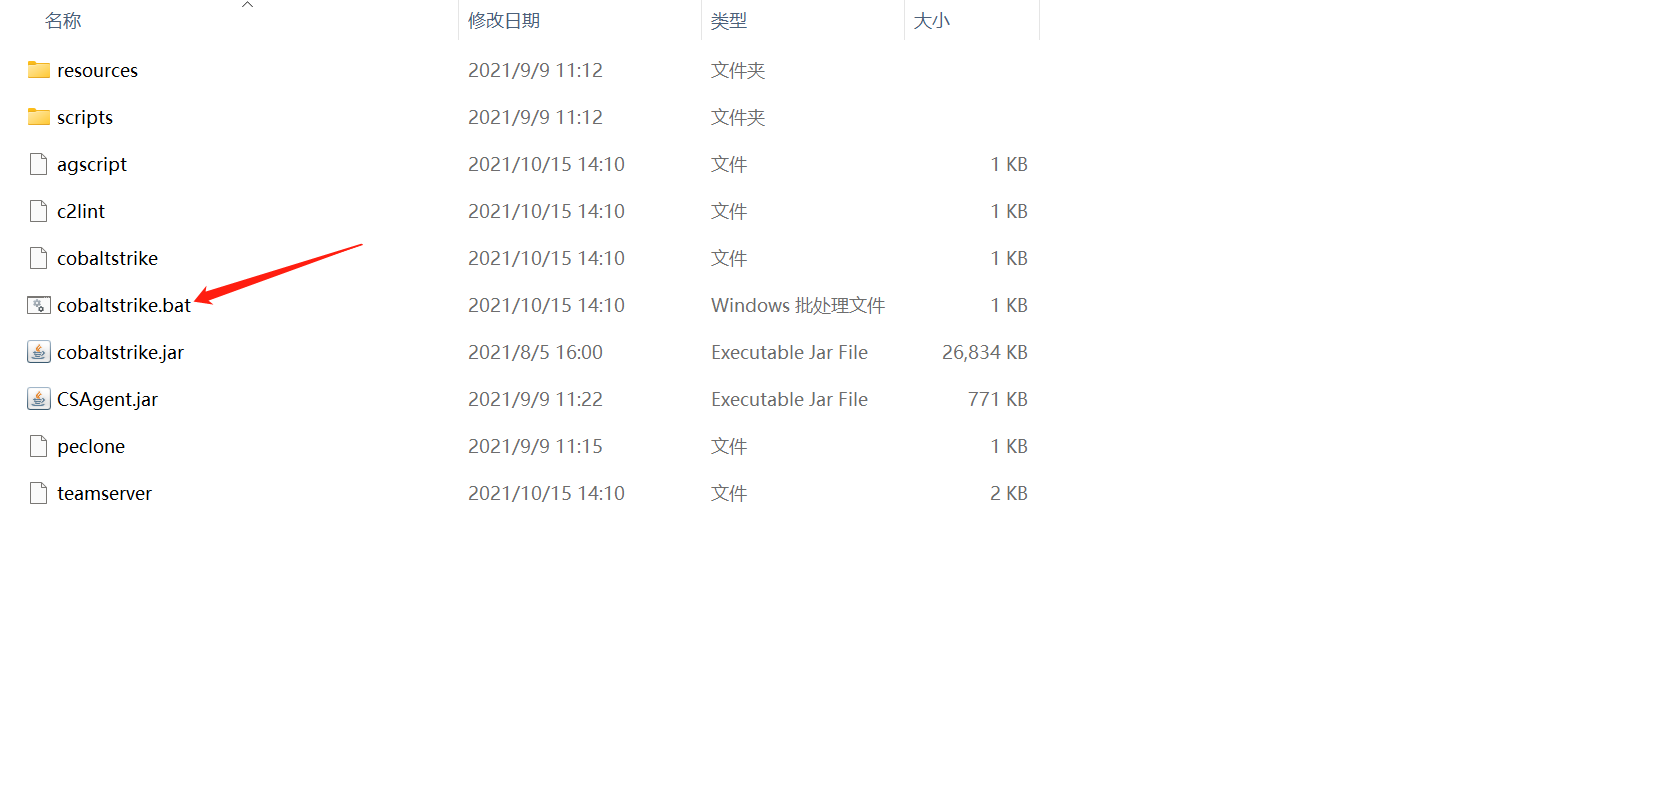 名称 修改日期 类型 大小
resources 2021/9/9 11:12 文件夹
scripts 2021/9/9 11:12 文件夹
agscript 2021/10/15 14:10 文件 1 KB
c2lint 2021/10/15 14:10 文件 1 KB
cobaltstrike 2021/10/15 14:10 文件 1 KB
cobaltstrike.bat 2021/10/15 14:10 Windows 批处理文件 1 KB
cobaltstrike.jar 2021/8/5 16:00 Executable Jar File 26,834 KB
CSAgent.jar 2021/9/9 11:22 Executable Jar File 771 KB
peclone 2021/9/9 11:15 文件 1 KB
teamserver 2021/10/15 14:10 文件 2 KB